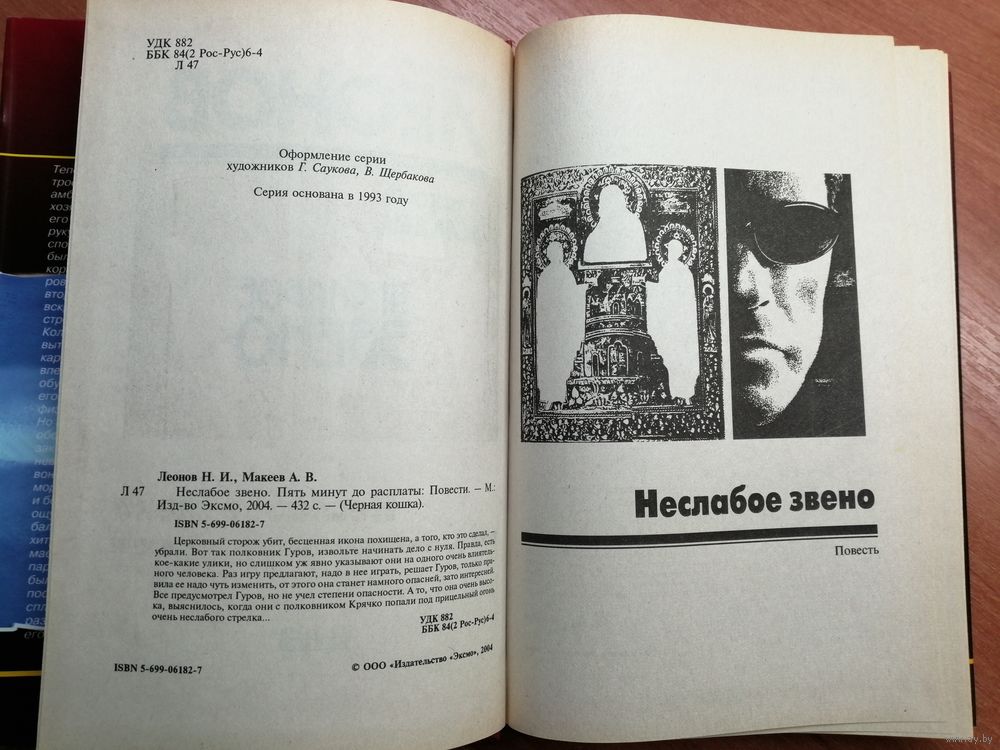 УДК 882
ББК 84(2 Рос-Рус)6-4
Л 47
Оформление серии
художников Г. Саукова, В. Щербакова
Серия основана в 1993 году
Леонов Н. И., Макеев А. В.
Л 47 Неслабое звено. Пять минут до расплаты: Повести. — М.:
Изд-во Эксмо, 2004. — 432 с. — (Черная кошка).
ISBN 5-699-06182-7
Церковный сторож убит, бесценная икона похищена, а того, кто это сделал, —
убрали. Вот так полковник Гуров, извольте начинать дело с нуля. Правда, есть
кое-какие улики, но слишком уж явно указывают они на одного очень влиятель-
ного человека. Раз игру предлагают, надо в нее играть, решает Гуров, только пра-
вила ее надо чуть изменить, от этого она станет намного опасней, зато интересней.
Все предусмотрел Гуров, но не учел степени опасности. А то, что она очень высо-
ка, выяснилось, когда они с полковником Крячко попали под прицельный огонь
очень неслабого стрелка...
УДК 882
ББК 84(2 Рос-Рус)6-4
ISBN 5-699-06182-7
© ООО «Издательство «Эксмо», 2004
Неслабое звено
Повесть